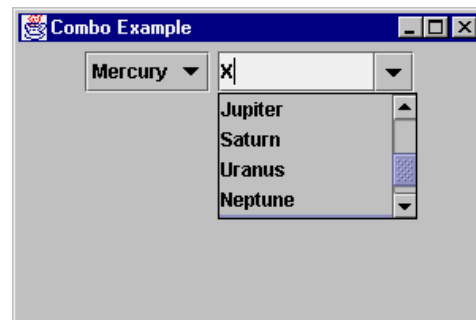 Combo Example
Mercury X
Jupiter
Saturn
Uranus
Neptune